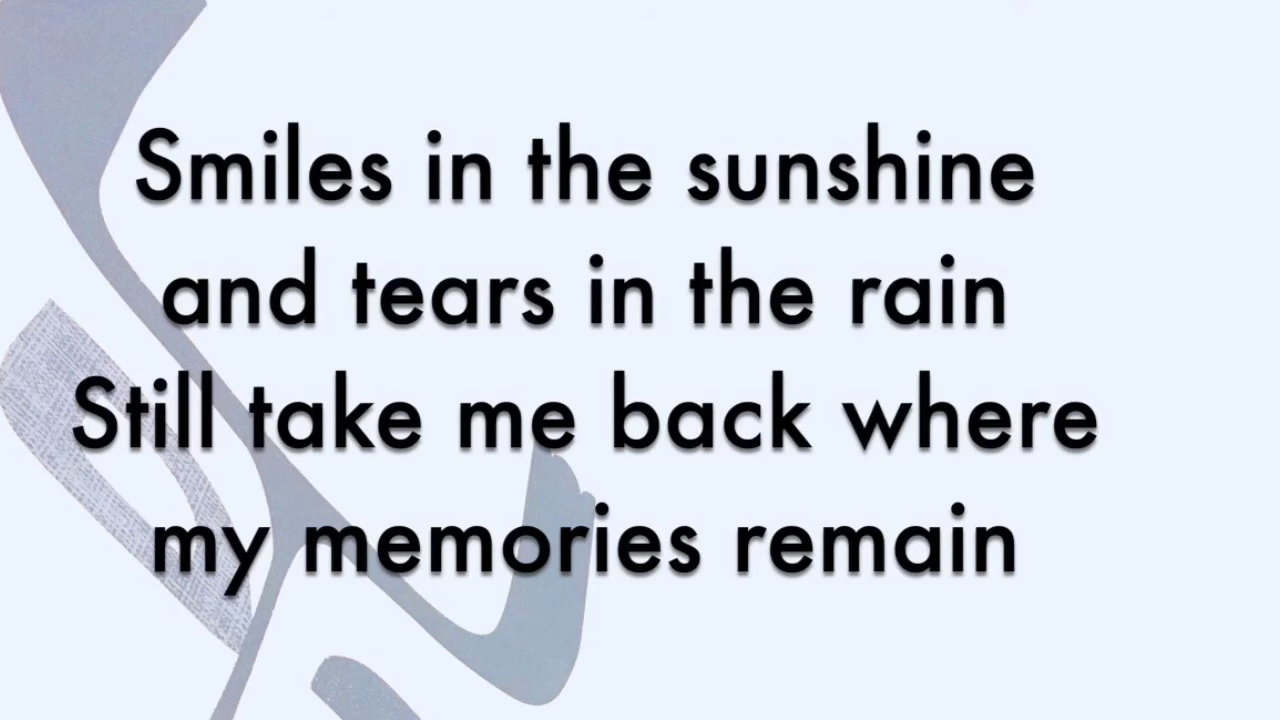 Smiles in the sunshine
and tears in the rain
Still take me back where
my memories remain